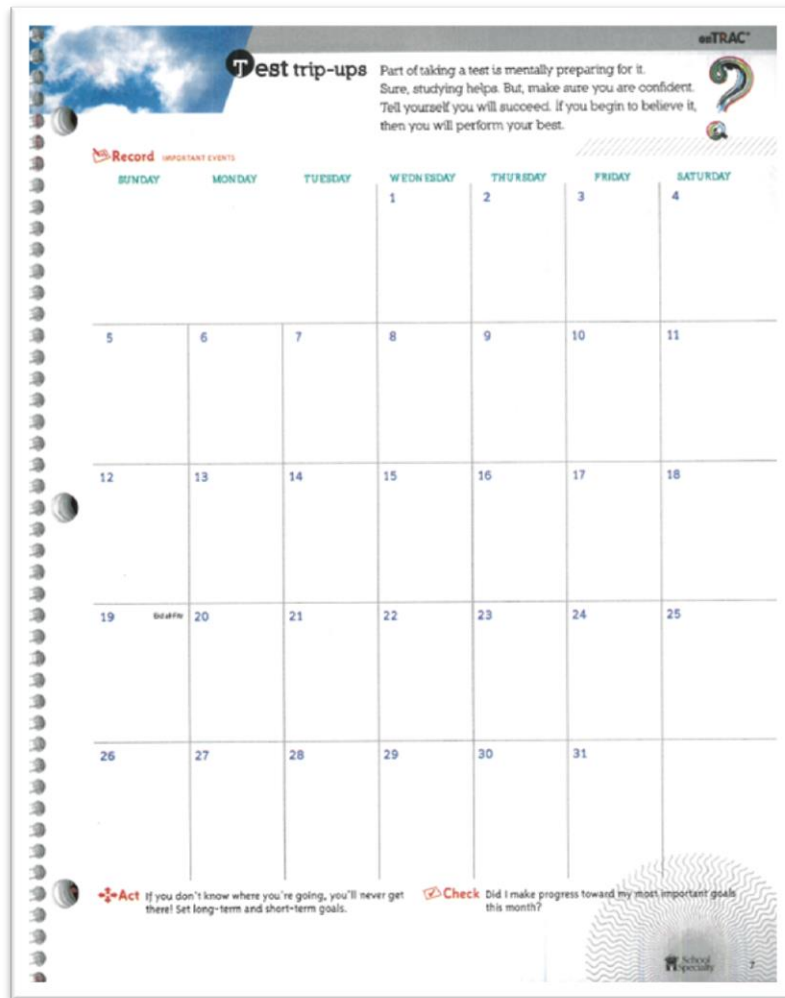 onTRAC
Test trip-ups
Part of taking a test is mentally preparing for it.
Sure, studying helps. But, make sure you are confident.
Tell yourself you will succeed. If you begin to believe it,
then you will perform your best.
Record IMPORTANT EVENTS
SUNDAY MONDAY TUESDAY WEDNESDAY THURSDAY FRIDAY SATURDAY
1 2 3 4
5 6 7 8 9 10 11
12 13 14 15 16 17 18
19 20 21 22 23 24 25
26 27 28 29 30 31
Act If you don't know where you're going, you'll never get
there! Set long-term and short-term goals.
Check Did I make progress toward my most important goals
this month?
School
Specialty
7